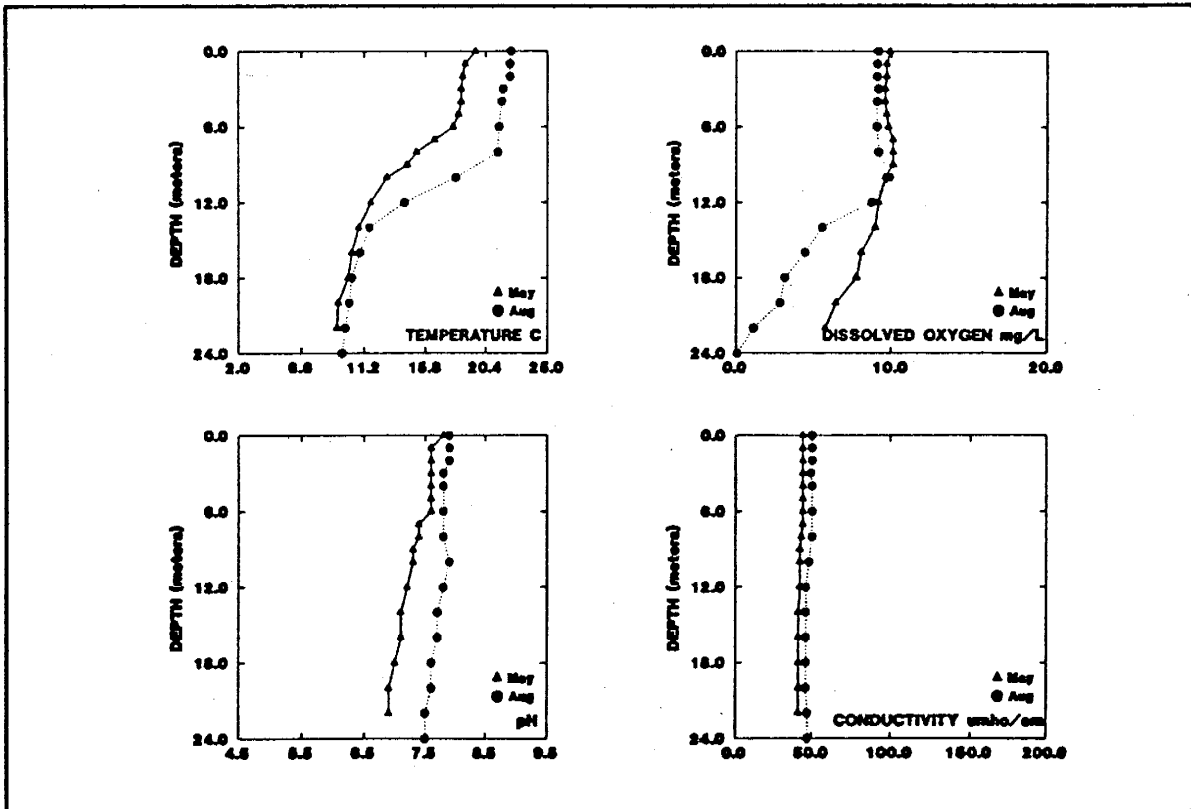 0.0
6.0
12.0
18.0
24.0
DEPTH (meters)
May
Aug
TEMPERATURE C
2.0 6.6 11.2 15.8 20.4 25.0
0.0
6.0
12.0
18.0
24.0
DEPTH (meters)
May
Aug
DISSOLVED OXYGEN mg/L
0.0 10.0 20.0
0.0
6.0
12.0
18.0
24.0
DEPTH (meters)
May
Aug
pH
4.5 5.5 6.5 7.5 8.5 9.5
0.0
6.0
12.0
18.0
24.0
DEPTH (meters)
May
Aug
CONDUCTIVITY umho/cm
0.0 50.0 100.0 150.0 200.0